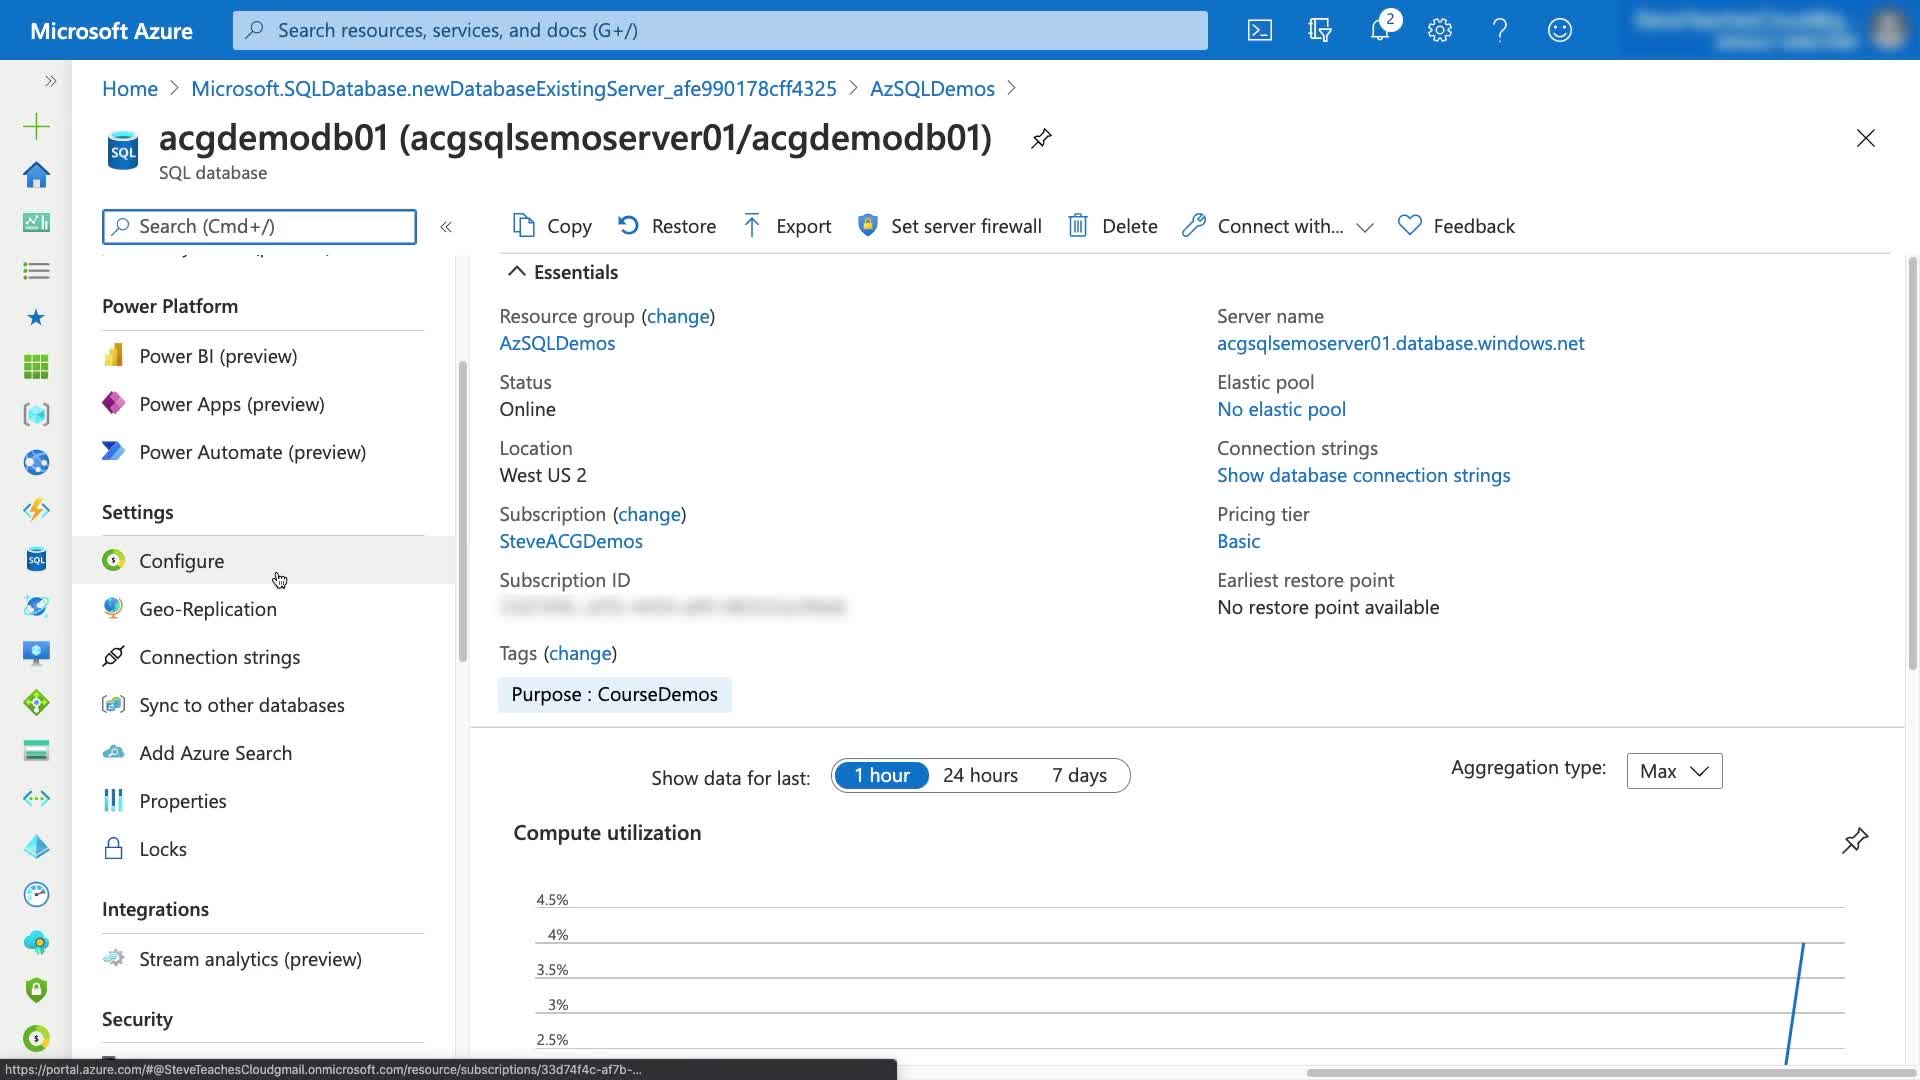 Microsoft Azure
Search resources, services, and docs (G+/)
2
Home
Microsoft.SQLDatabase.newDatabaseExistingServer_afe990178cff4325
AzSQLDemos
SQL
acgdemodb01 (acgsqlsemoserver01/acgdemodb01)
SQL database
Search (Cmd+/)
Copy
Restore
Export
Set server firewall
Delete
Connect with...
Feedback
Power Platform
Power BI (preview)
Power Apps (preview)
Power Automate (preview)
Settings
Configure
Geo-Replication
Connection strings
Sync to other databases
Add Azure Search
Properties
Locks
Integrations
Stream analytics (preview)
Security
SQL
Essentials
Resource group (change)
AzSQLDemos
Status
Online
Location
West US 2
Subscription (change)
SteveACGDemos
Subscription ID
Tags (change)
Purpose : CourseDemos
Server name
acgsqlsemoserver01.database.windows.net
Elastic pool
No elastic pool
Connection strings
Show database connection strings
Pricing tier
Basic
Earliest restore point
No restore point available
Show data for last:
1 hour
24 hours
7 days
Aggregation type:
Max
Compute utilization
4.5%
4%
3.5%
3%
2.5%
https://portal.azure.com/#@SteveTeachesCloudgmail.onmicrosoft.com/resource/subscriptions/33d74f4c-af7b-...